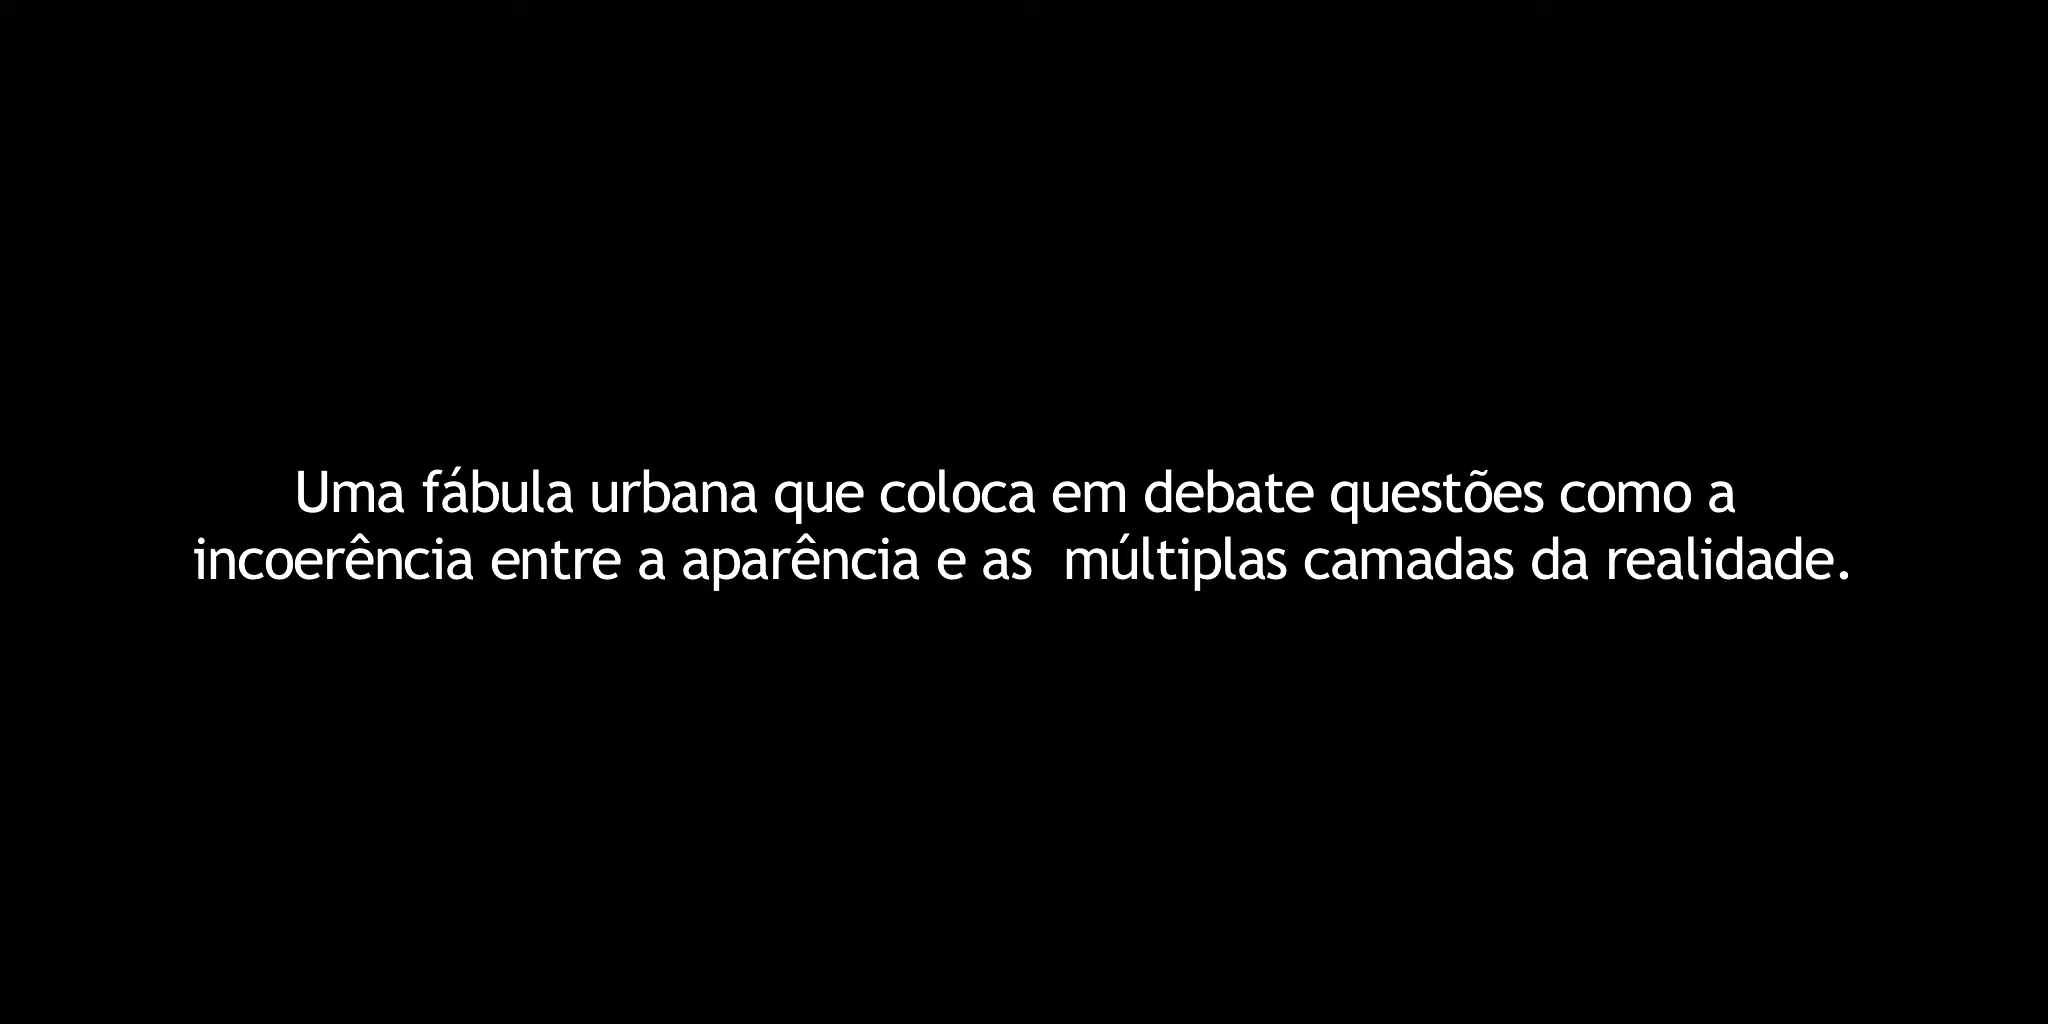 Uma fábula urbana que coloca em debate questões como a
incoerência entre a aparência e as  múltiplas camadas da realidade.